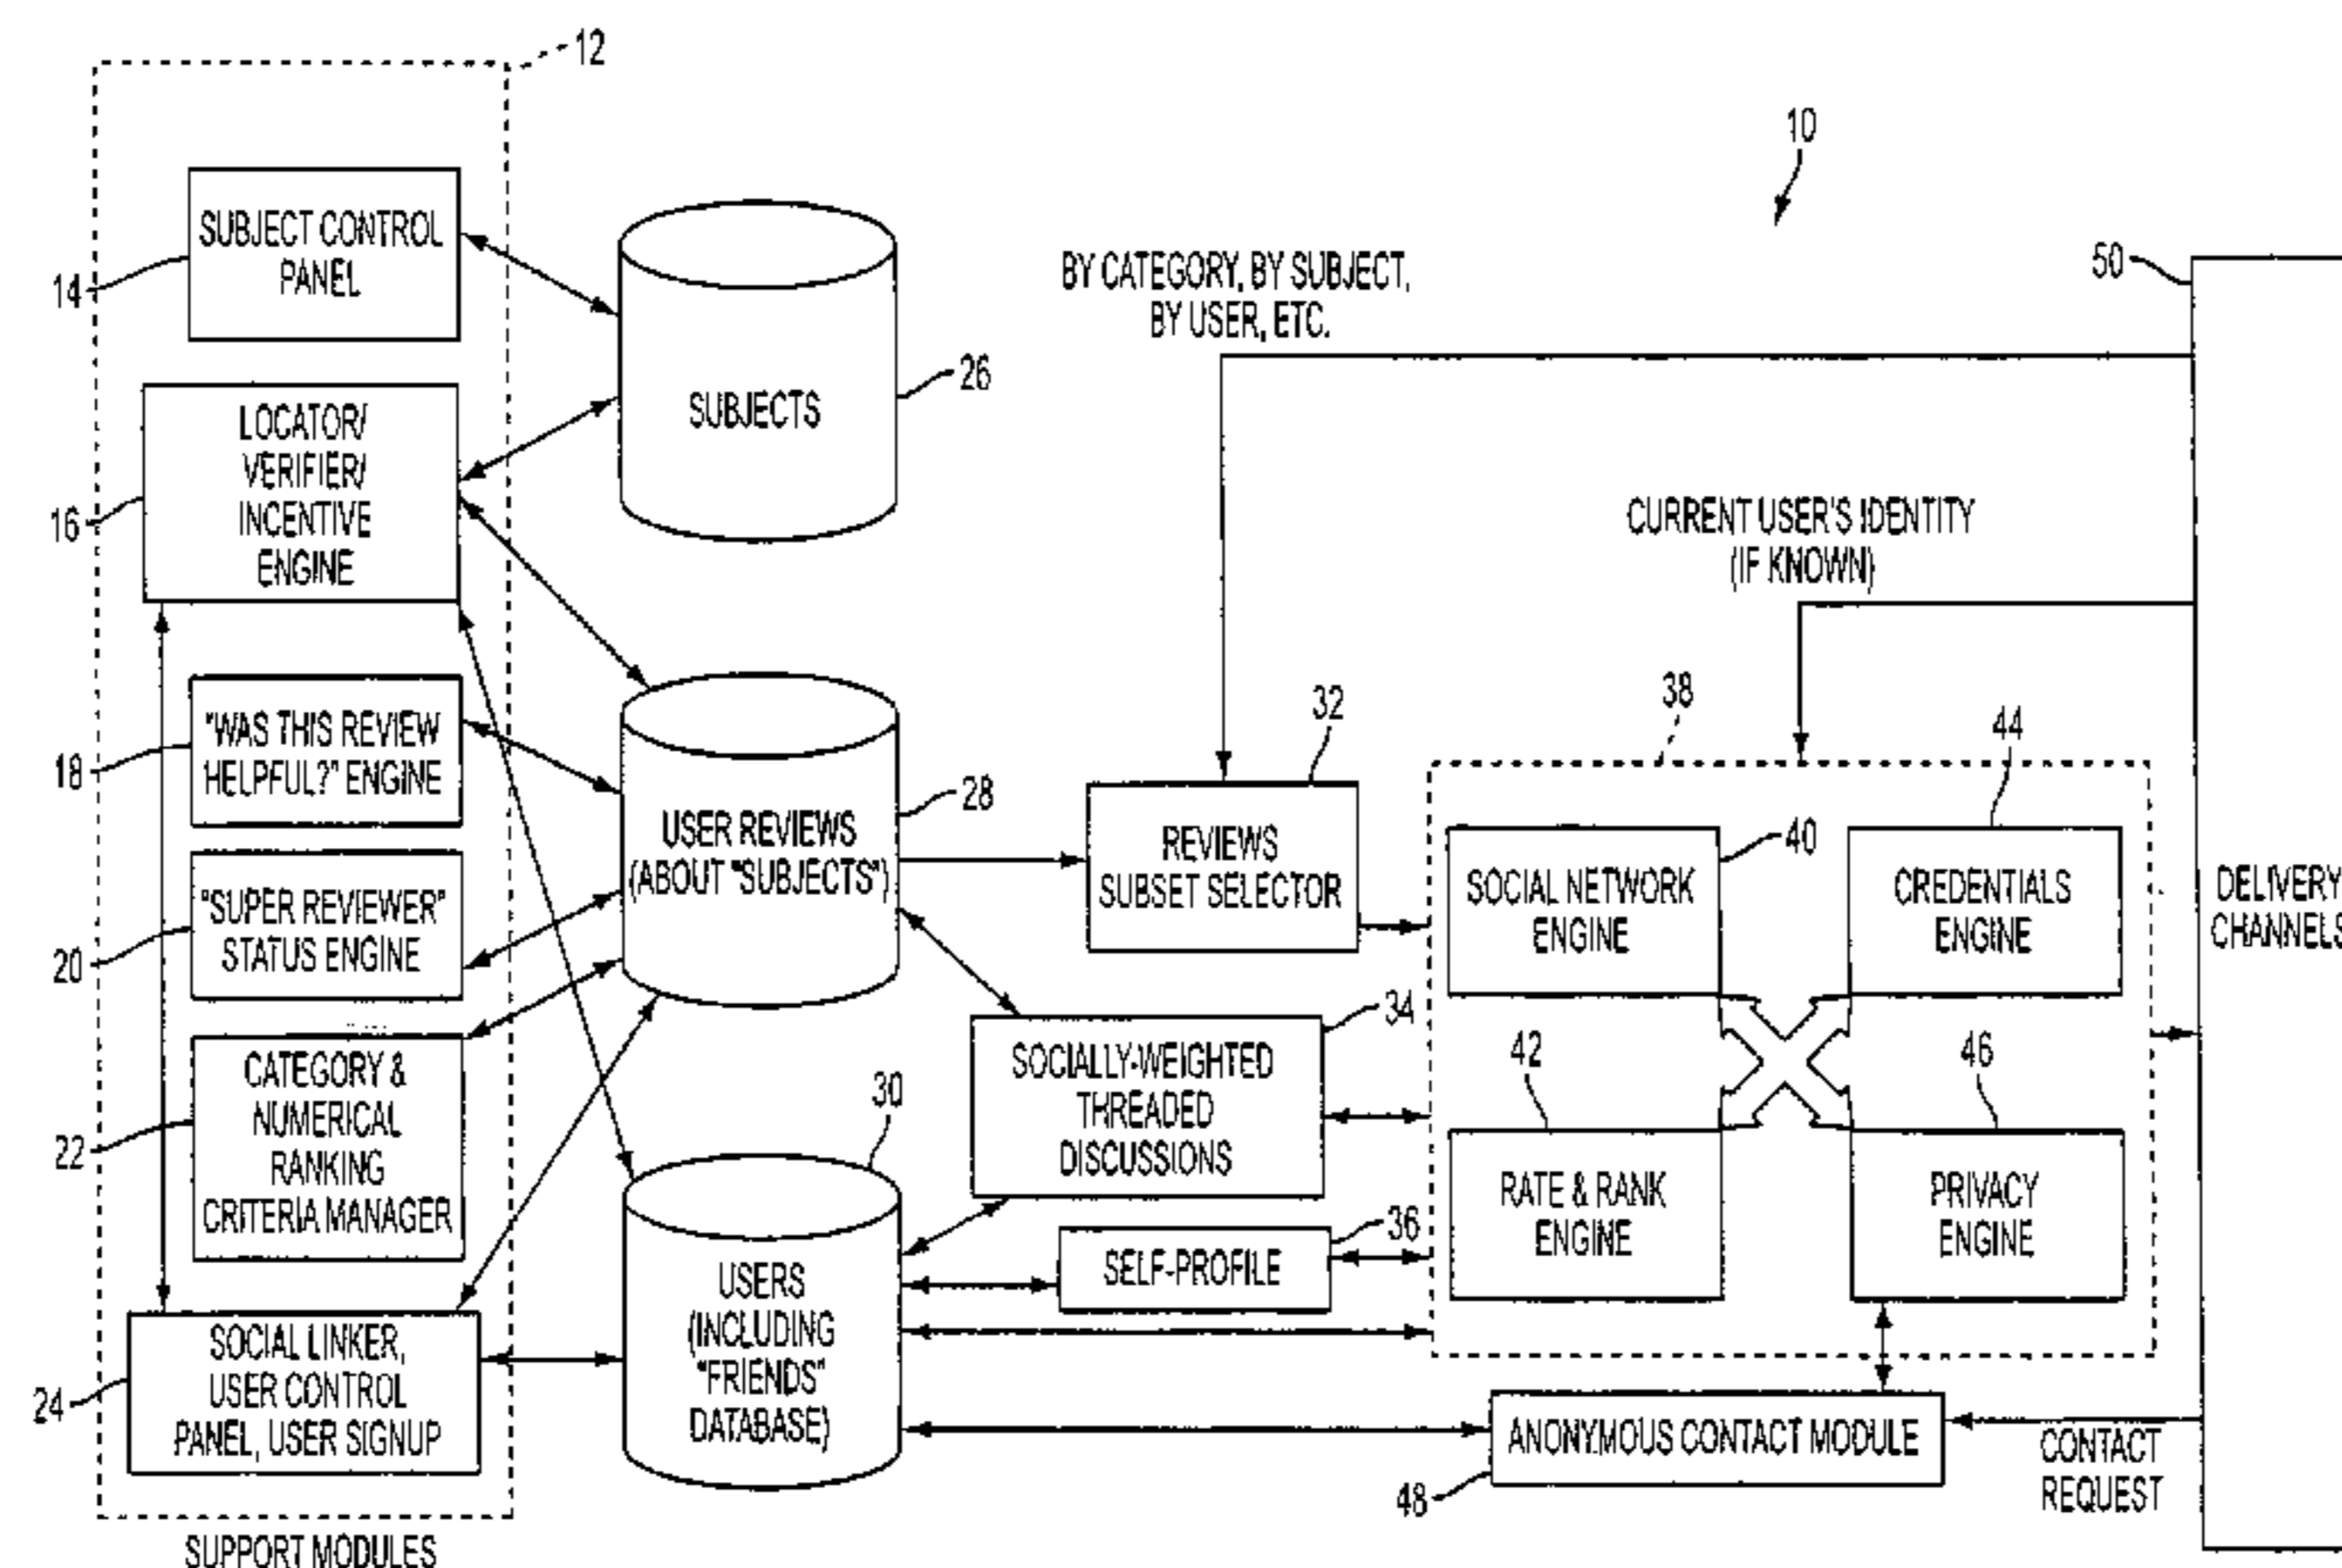 12
10
SUBJECT CONTROL
PANEL
14
SUBJECTS
26
BY CATEGORY, BY SUBJECT,
BY USER, ETC.
50
LOCATOR/
VERIFIER/
INCENTIVE
ENGINE
16
CURRENT USER'S IDENTITY
(IF KNOWN)
"WAS THIS REVIEW
HELPFUL?" ENGINE
18
"SUPER REVIEWER"
STATUS ENGINE
20
USER REVIEWS
(ABOUT "SUBJECTS")
28
32
REVIEWS
SUBSET SELECTOR
38
44
SOCIAL NETWORK
ENGINE
40
CREDENTIALS
ENGINE
DELIVERY
CHANNELS
CATEGORY &
NUMERICAL
RANKING
CRITERIA MANAGER
22
34
SOCIALLY-WEIGHTED
THREADED
DISCUSSIONS
42
46
RATE & RANK
ENGINE
PRIVACY
ENGINE
30
36
SELF-PROFILE
USERS
(INCLUDING
"FRIENDS"
DATABASE)
SOCIAL LINKER,
USER CONTROL
PANEL, USER SIGNUP
24
ANONYMOUS CONTACT MODULE
48
CONTACT
REQUEST
SUPPORT MODULES